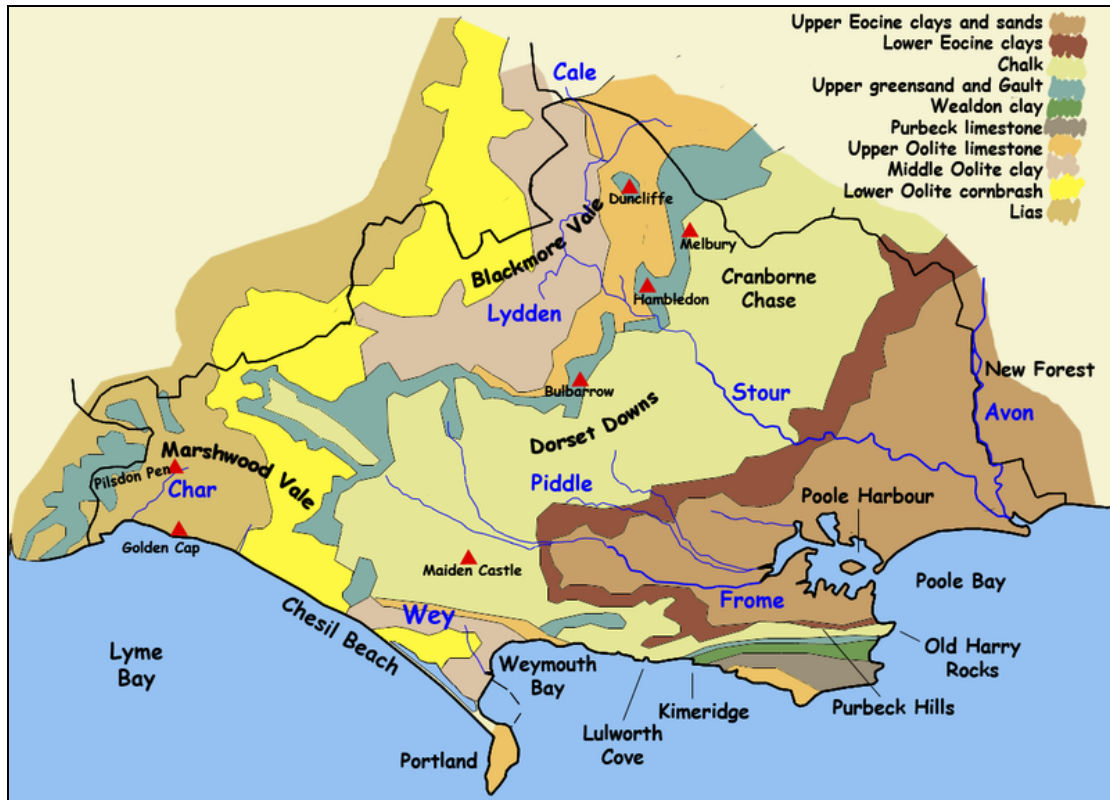 Upper Eocine clays and sands
Lower Eocine clays
Chalk
Upper greensand and Gault
Wealdon clay
Purbeck limestone
Upper Oolite limestone
Middle Oolite clay
Lower Oolite cornbrash
Lias
Cale
Duncliffe
Blackmore Vale
Melbury
Cranborne
Chase
Hambledon
Lydden
New Forest
Bulbarrow
Stour
Avon
Dorset Downs
Marshwood Vale
Pilsdon Pen
Char
Piddle
Poole Harbour
Golden Cap
Maiden Castle
Poole Bay
Frome
Wey
Chesil Beach
Lyme
Bay
Weymouth
Bay
Old Harry
Rocks
Purbeck Hills
Kimeridge
Lulworth
Cove
Portland